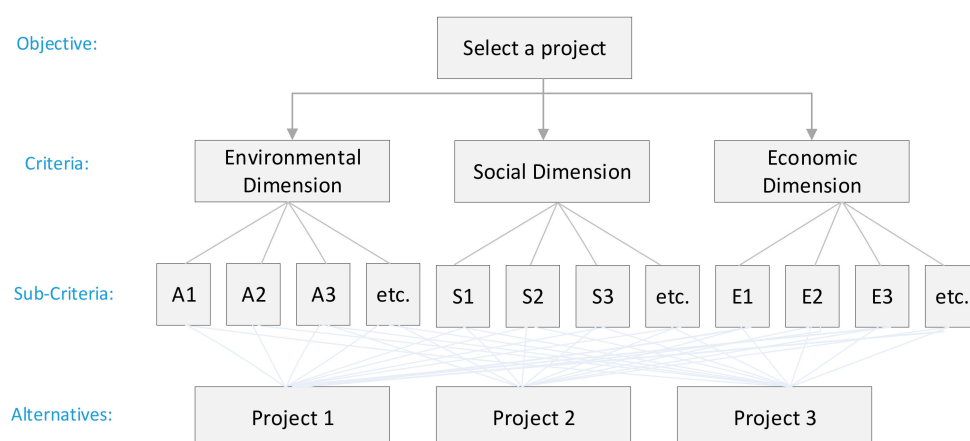 Objective:
Select a project
Criteria:
Environmental
Dimension
Social Dimension
Economic
Dimension
Sub-Criteria:
A1
A2
A3
etc.
S1
S2
S3
etc.
E1
E2
E3
etc.
Alternatives:
Project 1
Project 2
Project 3